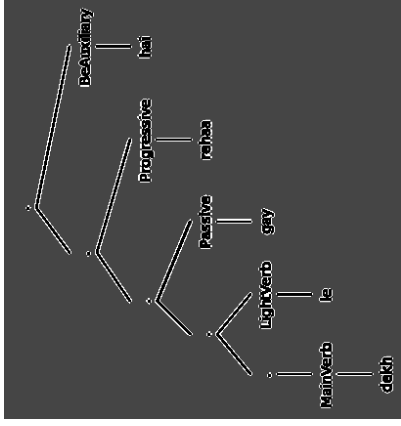 BeAuxiliary
Progressive hai
Passive rahaa
LightVerb gay
MainVerb le
dekh